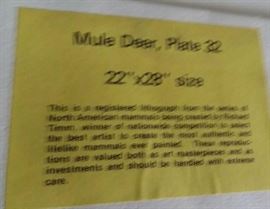 Mule Deer, Plate 32
22"x28" size
This is a registered lithograph from the series of
North American mammals being created by Richard
Timm, winner of nationwide competition to select
the best artist to create the most authentic and
lifelike mammals ever painted. These reproduc-
tions are valued both as art masterpieces and as
investments and should be handled with extreme
care.